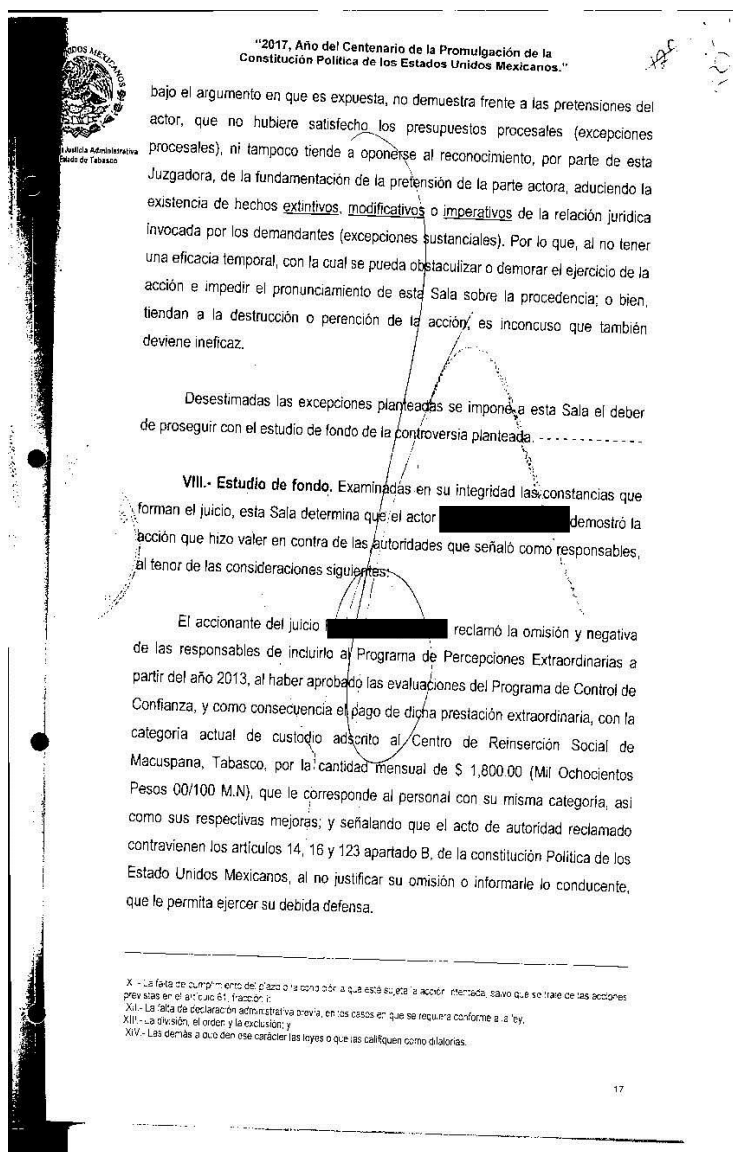 "2017, Año del Centenario de la Promulgación de la
Constitución Política de los Estados Unidos Mexicanos."
Justicia Administrativa
Estado de Tabasco
bajo el argumento en que es expuesta, no demuestra frente a las pretensiones del
actor, que no hubiere satisfecho los presupuestos procesales (excepciones
procesales), ni tampoco tiende a oponerse al reconocimiento, por parte de esta
Juzgadora, de la fundamentación de la pretensión de la parte actora, aduciendo la
existencia de hechos extintivos, modificativos o imperativos de la relación jurídica
invocada por los demandantes (excepciones sustanciales). Por lo que, al no tener
una eficacia temporal, con la cual se pueda obstaculizar o demorar el ejercicio de la
acción e impedir el pronunciamiento de esta Sala sobre la procedencia; o bien,
tiendan a la destrucción o perención de la acción, es inconcuso que también
deviene ineficaz.
Desestimadas las excepciones planteadas se impone a esta Sala el deber
de proseguir con el estudio de fondo de la controversia planteada. - - - - - - - - - - - - -
VIII.- Estudio de fondo. Examinadas en su integridad las constancias que
forman el juicio, esta Sala determina que el actor demostró la
acción que hizo valer en contra de las autoridades que señaló como responsables,
al tenor de las consideraciones siguientes:
El accionante del juicio reclamó la omisión y negativa
de las responsables de incluirlo al Programa de Percepciones Extraordinarias a
partir del año 2013, al haber aprobado las evaluaciones del Programa de Control de
Confianza, y como consecuencia el pago de dicha prestación extraordinaria, con la
categoría actual de custodio adscrito al Centro de Reinserción Social de
Macuspana, Tabasco, por la cantidad mensual de $ 1,800.00 (Mil Ochocientos
Pesos 00/100 M.N), que le corresponde al personal con su misma categoría, asi
como sus respectivas mejoras; y señalando que el acto de autoridad reclamado
contravienen los artículos 14, 16 y 123 apartado B, de la constitución Política de los
Estado Unidos Mexicanos, al no justificar su omisión o informarle lo conducente,
que le permita ejercer su debida defensa.
La falta de cumplimiento del plazo o la condición a que esté sujeta la acción intentada, salvo que se trate de las acciones
previstas en el artículo 61, fracción
XII.- La falta de declaración administrativa previa, en los casos en que se requiera conforme a la ley,
XIII.- La división, el orden y la exclusión; y
XIV.- Las demás a que den ese carácter las leyes o que las califiquen como dilatorias.
17